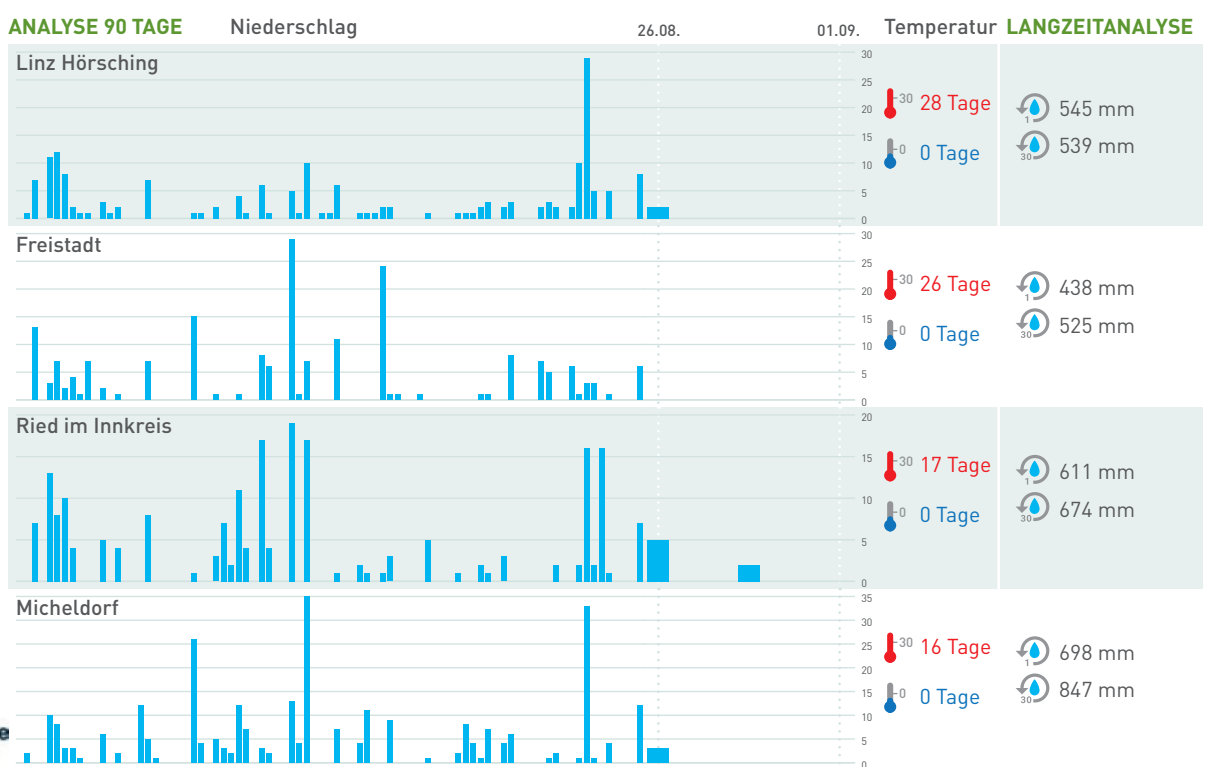 ANALYSE 90 TAGE Niederschlag 26.08. 01.09. Temperatur LANGZEITANALYSE
Linz Hörsching
30
25
20
15
10
5
0
30 28 Tage
0 0 Tage
1 545 mm
30 539 mm
Freistadt
30
25
20
15
10
5
0
30 26 Tage
0 0 Tage
1 438 mm
30 525 mm
Ried im Innkreis
20
15
10
5
0
30 17 Tage
0 0 Tage
1 611 mm
30 674 mm
Micheldorf
35
30
25
20
15
10
5
0
30 16 Tage
0 0 Tage
1 698 mm
30 847 mm
e